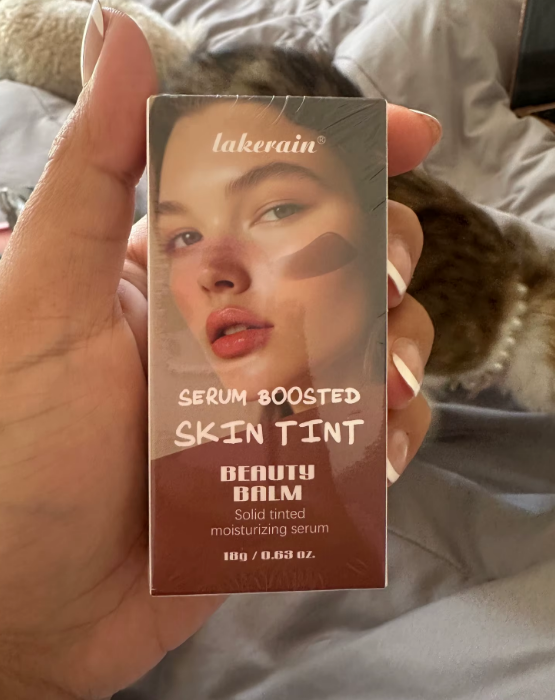 lakerain®
SERUM BOOSTED
SKIN TINT
BEAUTY
BALM
Solid tinted
moisturizing serum
18g / 0.63 oz.